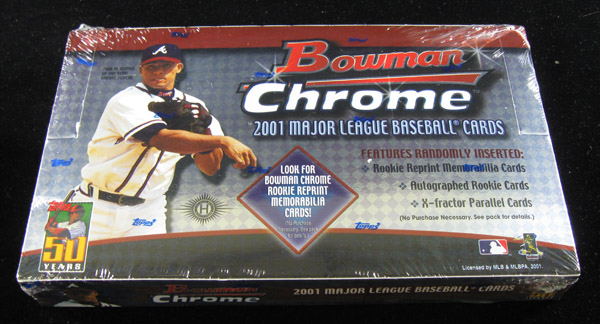 Bowman
Chrome
2001 MAJOR LEAGUE BASEBALL® CARDS
FEATURES RANDOMLY INSERTED:
Rookie Reprint Memorabilia Cards
Autographed Rookie Cards
X-fractor Parallel Cards
(No Purchase Necessary. See pack for details.)
LOOK FOR
BOWMAN CHROME
ROOKIE REPRINT
MEMORABILIA
CARDS!
No Purchase
H
Topps
Topps
Topps
50
YEARS
Licensed by MLB & MLBPA, 2001.
Bowman
Chrome
2001 MAJOR LEAGUE BASEBALL® CARDS